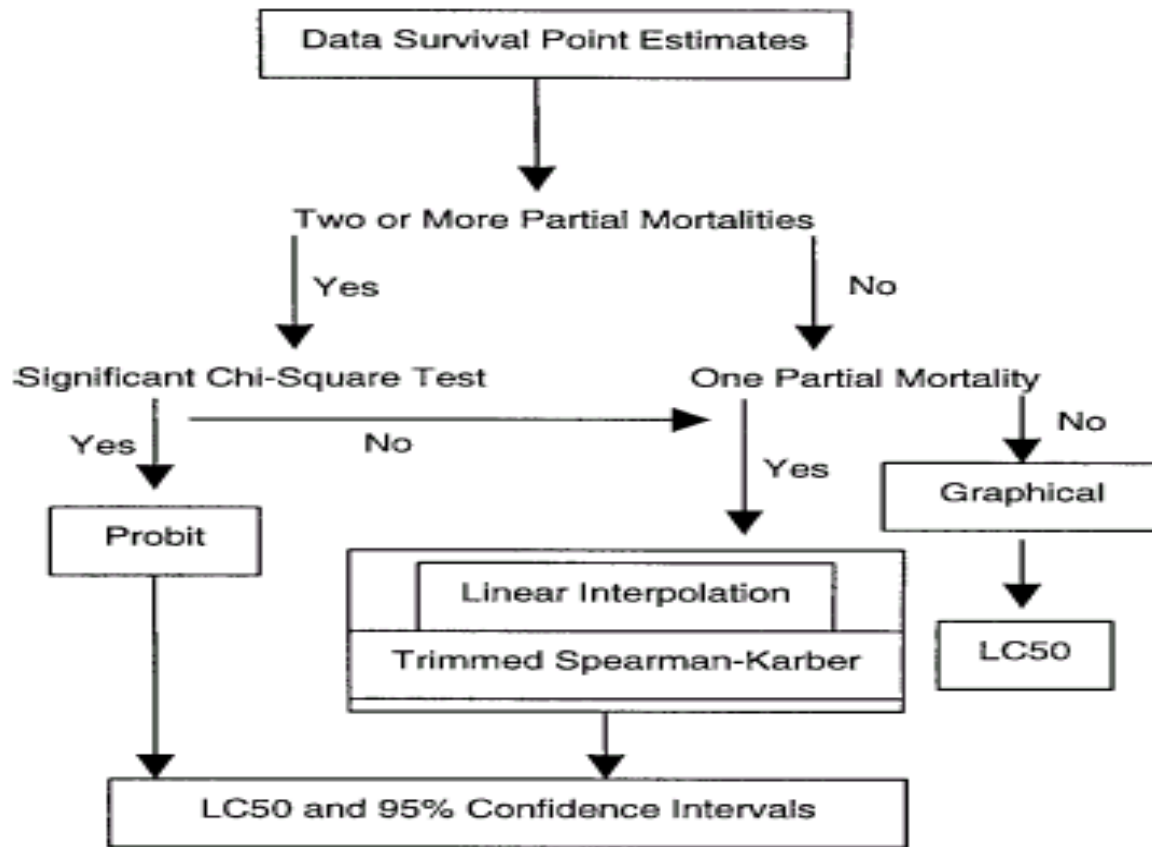 Data Survival Point Estimates
Two or More Partial Mortalities
Yes
No
Significant Chi-Square Test
One Partial Mortality
Yes
No
Yes
No
Probit
Graphical
Linear Interpolation
Trimmed Spearman-Karber
LC50
LC50 and 95% Confidence Intervals